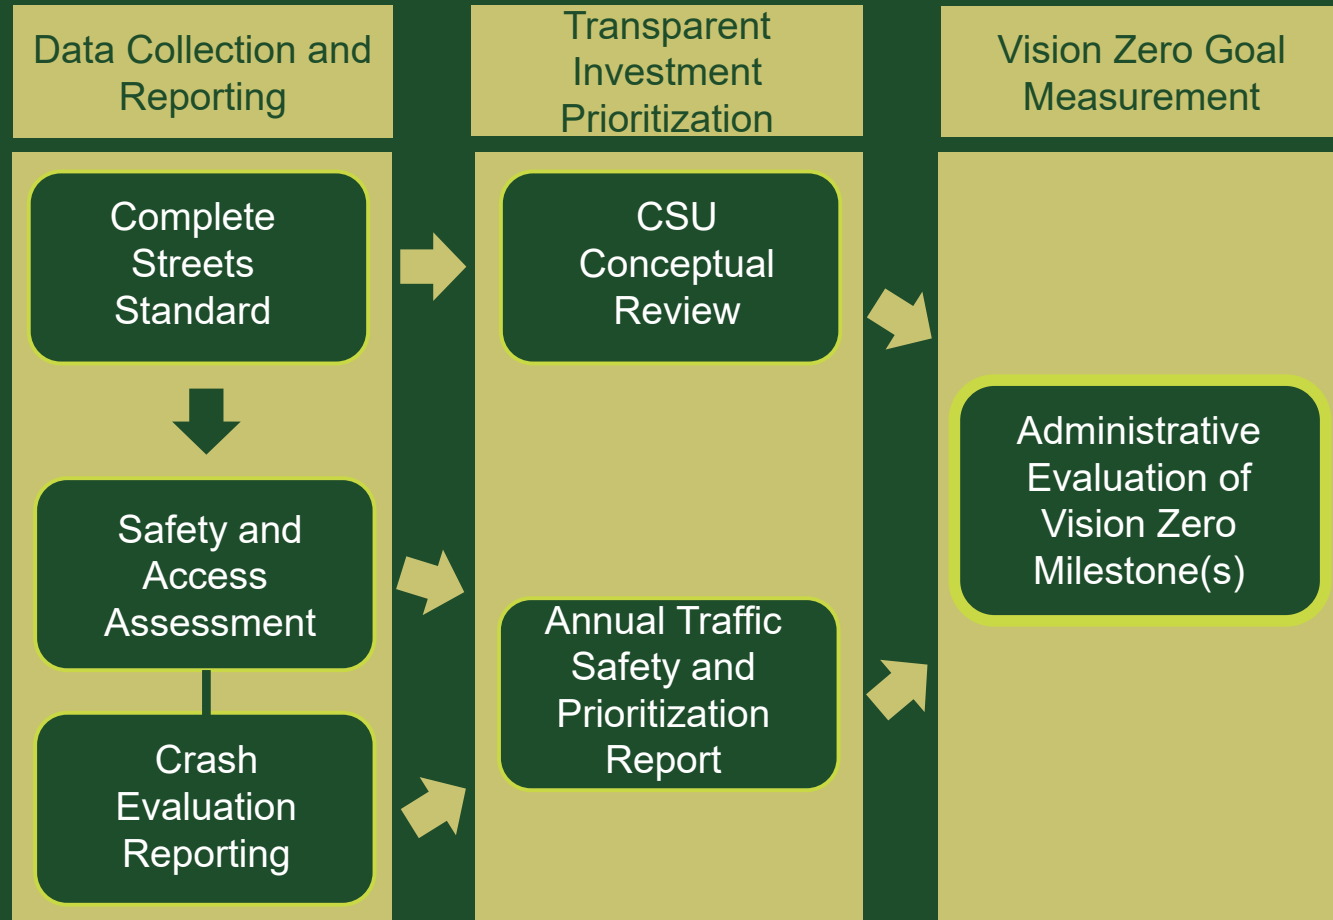 Data Collection and
Reporting
Transparent
Investment
Prioritization
Vision Zero Goal
Measurement
Complete
Streets
Standard
Safety and
Access
Assessment
Crash
Evaluation
Reporting
CSU
Conceptual
Review
Annual Traffic
Safety and
Prioritization
Report
Administrative
Evaluation of
Vision Zero
Milestone(s)